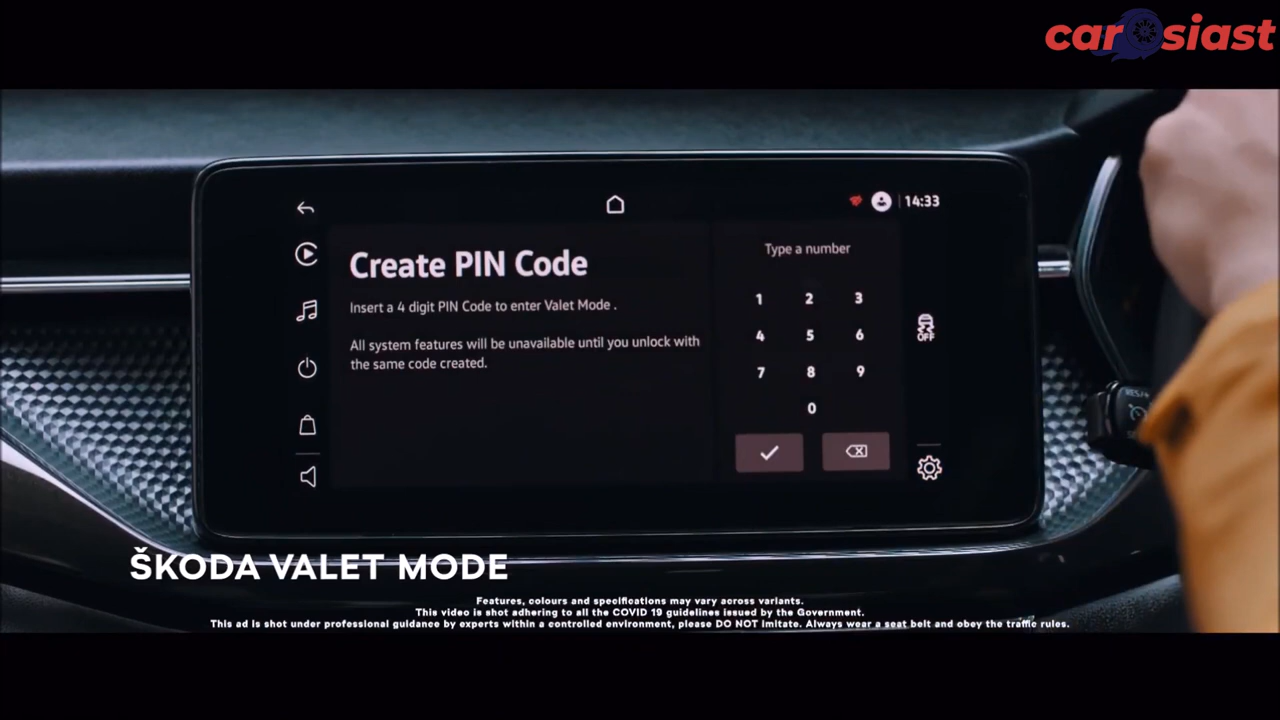 carOsiast
14:33
Create PIN Code
Type a number
Insert a 4 digit PIN Code to enter Valet Mode .
1 2 3
All system features will be unavailable until you unlock with
the same code created.
4 5 6
OFF
7 8 9
RES/+
0
ŠKODA VALET MODE
Features, colours and specifications may vary across variants.
This video is shot adhering to all the COVID 19 guidelines issued by the Government.
This ad is shot under professional guidance by experts within a controlled environment, please DO NOT imitate. Always wear a seat belt and obey the traffic rules.